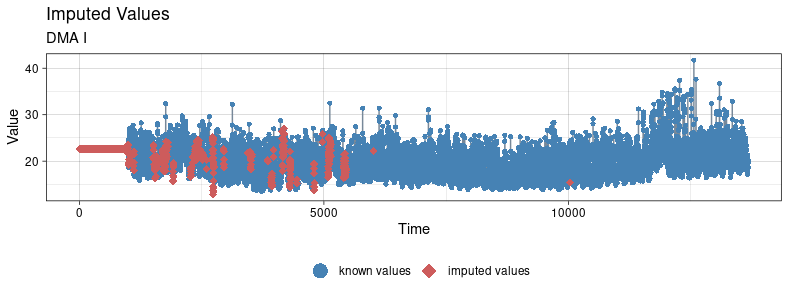 Imputed Values
DMA I
40
30
20
Value
0
5000
10000
Time
known values
imputed values